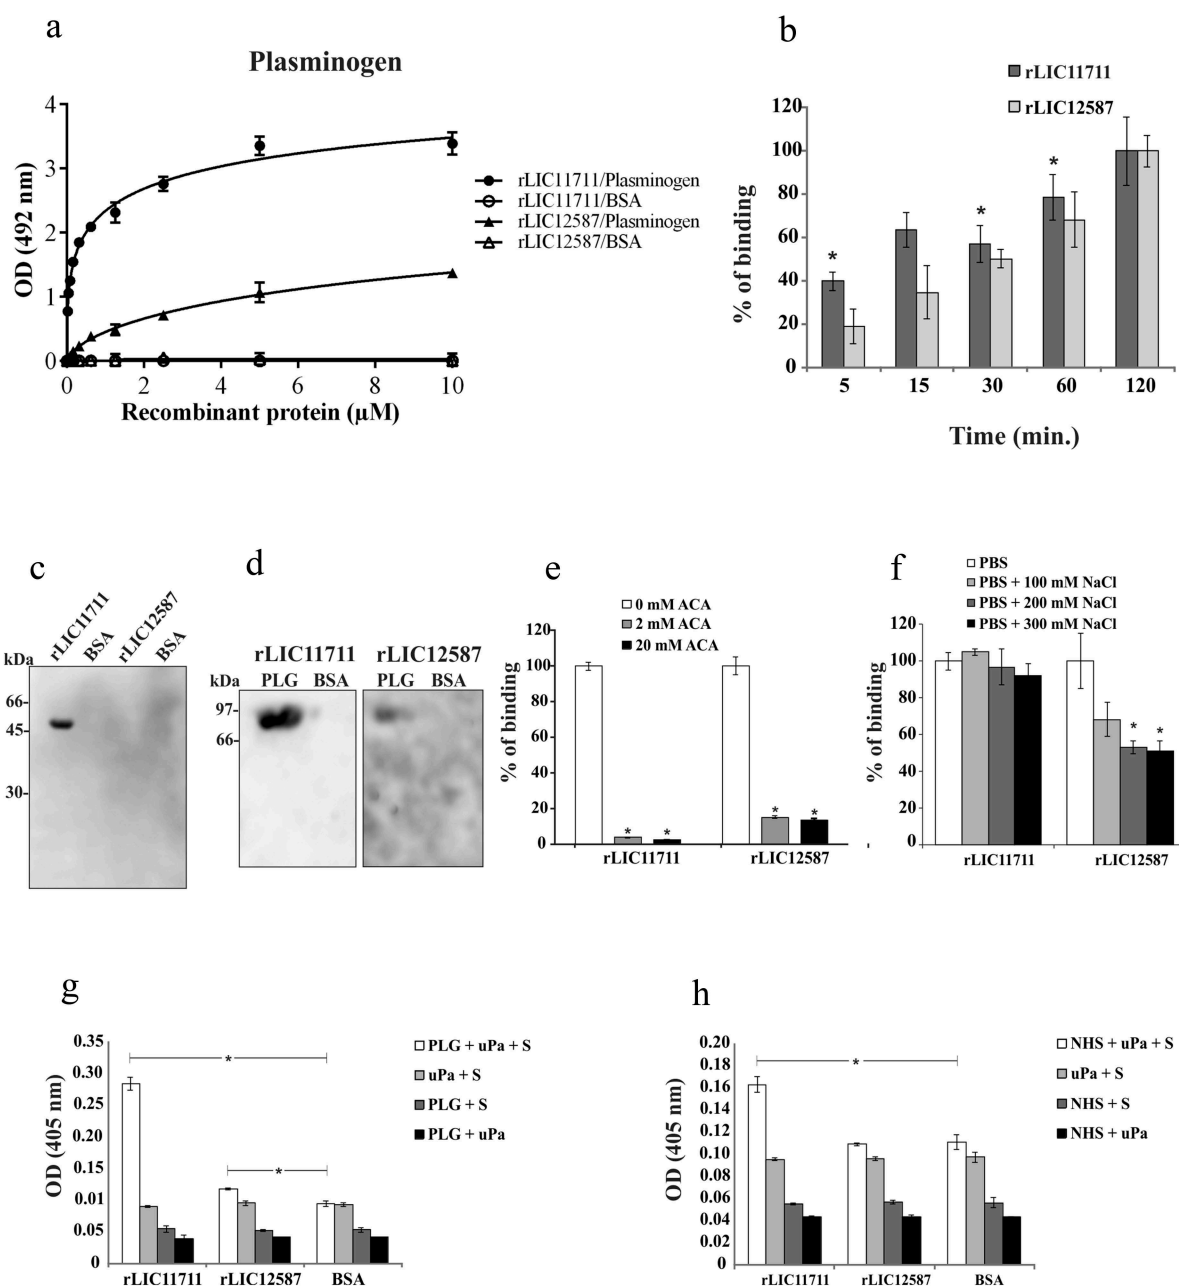 a
Plasminogen
OD (492 nm)
4
3
2
1
0
0 2 4 6 8 10
Recombinant protein (µM)
rLIC11711/Plasminogen
rLIC11711/BSA
rLIC12587/Plasminogen
rLIC12587/BSA
b
rLIC11711
rLIC12587
% of binding
120
100
80
60
40
20
0
* * *
5 15 30 60 120
Time (min.)
c
rLIC11711
BSA
rLIC12587
BSA
kDa
66-
45-
30-
d
rLIC11711 rLIC12587
kDa PLG BSA PLG BSA
97-
66-
e
0 mM ACA
2 mM ACA
20 mM ACA
% of binding
120
100
80
60
40
20
0
* * * *
rLIC11711 rLIC12587
f
PBS
PBS + 100 mM NaCl
PBS + 200 mM NaCl
PBS + 300 mM NaCl
% of binding
120
100
80
60
40
20
0
* *
rLIC11711 rLIC12587
g
OD (405 nm)
0.35
0.30
0.25
0.20
0.15
0.01
0.05
0
*
*
rLIC11711 rLIC12587 BSA
PLG + uPa + S
uPa + S
PLG + S
PLG + uPa
h
OD (405 nm)
0.20
0.18
0.16
0.14
0.12
0.10
0.08
0.06
0.04
0.02
0
*
rLIC11711 rLIC12587 BSA
NHS + uPa + S
uPa + S
NHS + S
NHS + uPa